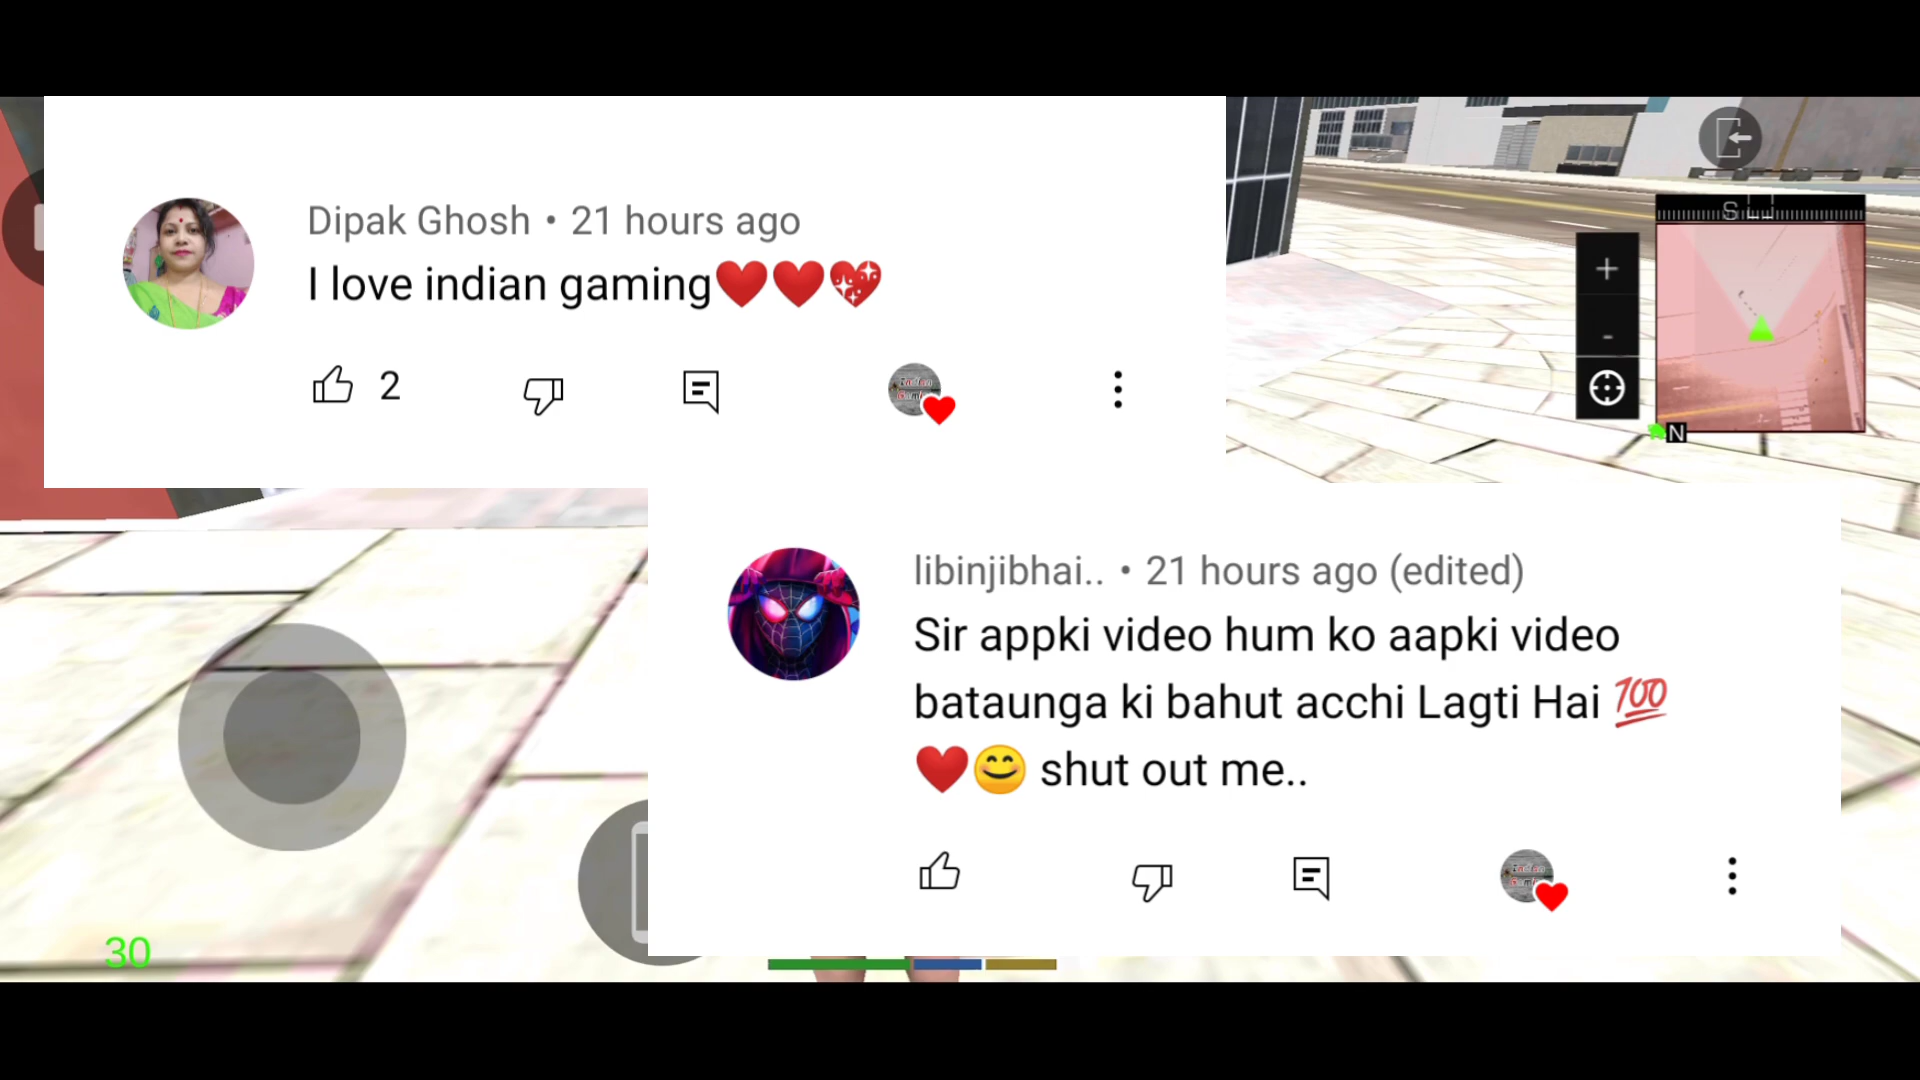 Dipak Ghosh • 21 hours ago
I love indian gaming❤️❤️💖
2
S
+
-
N
libinjibhai.. • 21 hours ago (edited)
Sir appki video hum ko aapki video
bataunga ki bahut acchi Lagti Hai 💯
❤️😊 shut out me..
30